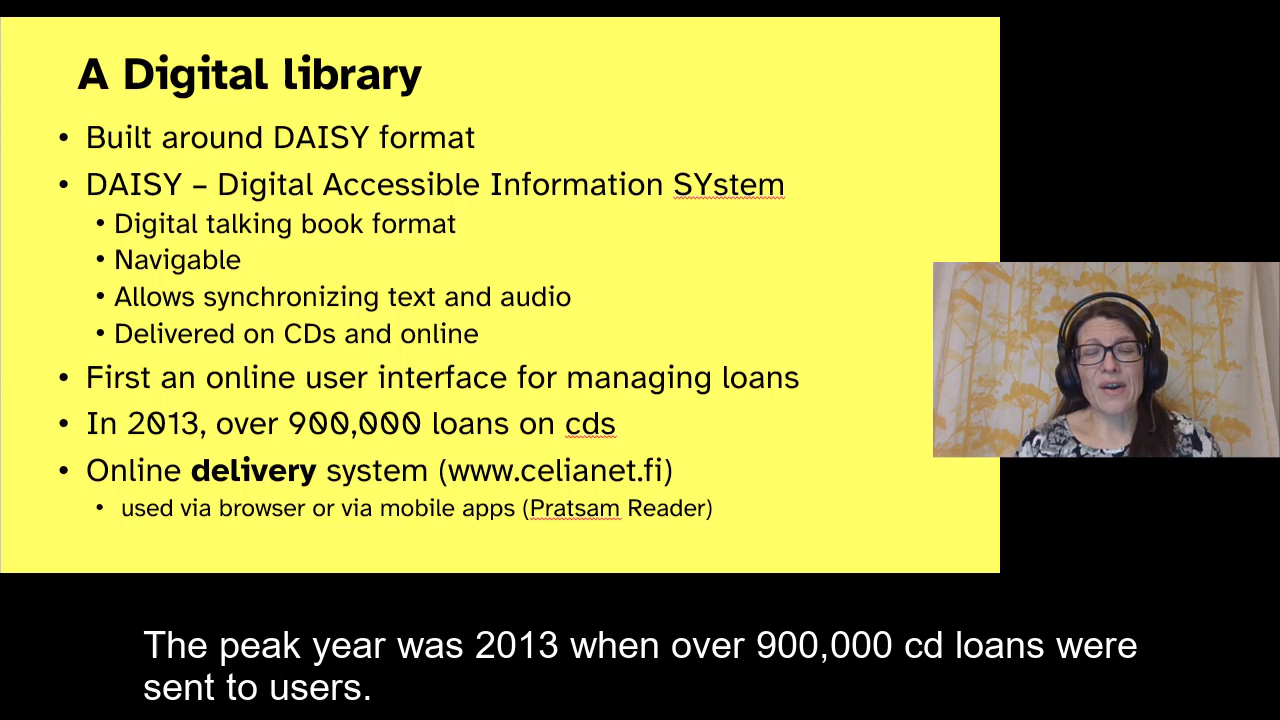 A Digital library
• Built around DAISY format
• DAISY – Digital Accessible Information SYstem
• Digital talking book format
• Navigable
• Allows synchronizing text and audio
• Delivered on CDs and online
• First an online user interface for managing loans
• In 2013, over 900,000 loans on cds
• Online delivery system (www.celianet.fi)
• used via browser or via mobile apps (Pratsam Reader)
The peak year was 2013 when over 900,000 cd loans were
sent to users.